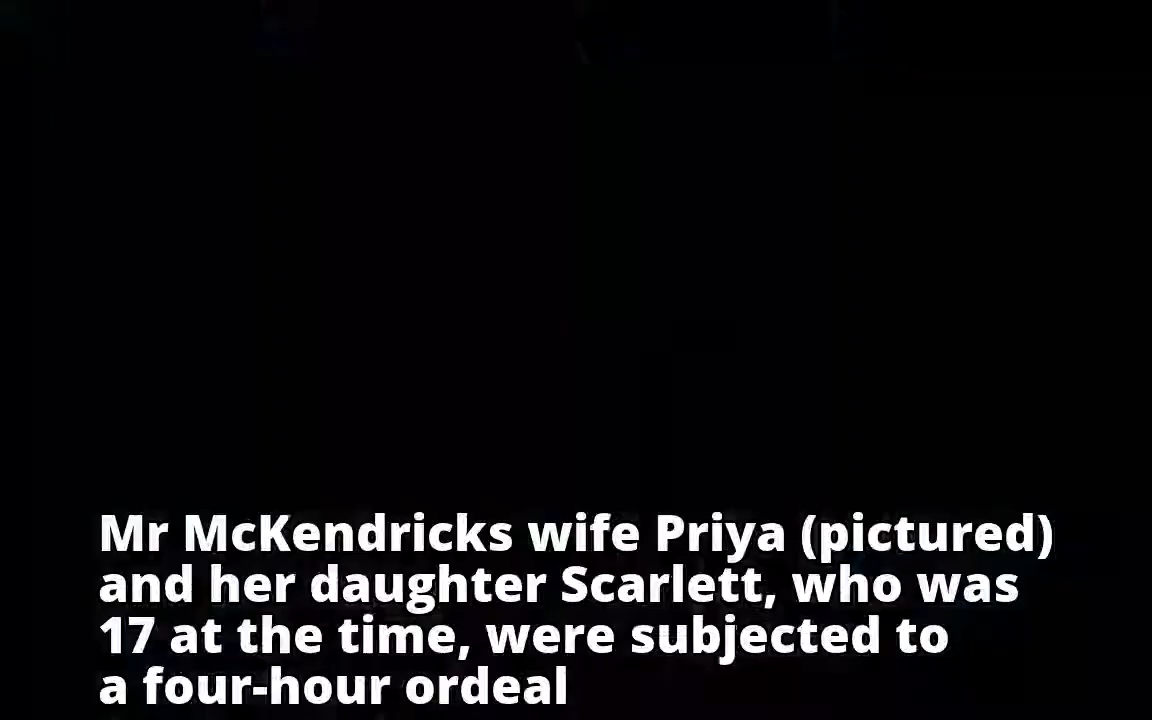 Mr McKendricks wife Priya (pictured)
and her daughter Scarlett, who was
17 at the time, were subjected to
a four-hour ordeal